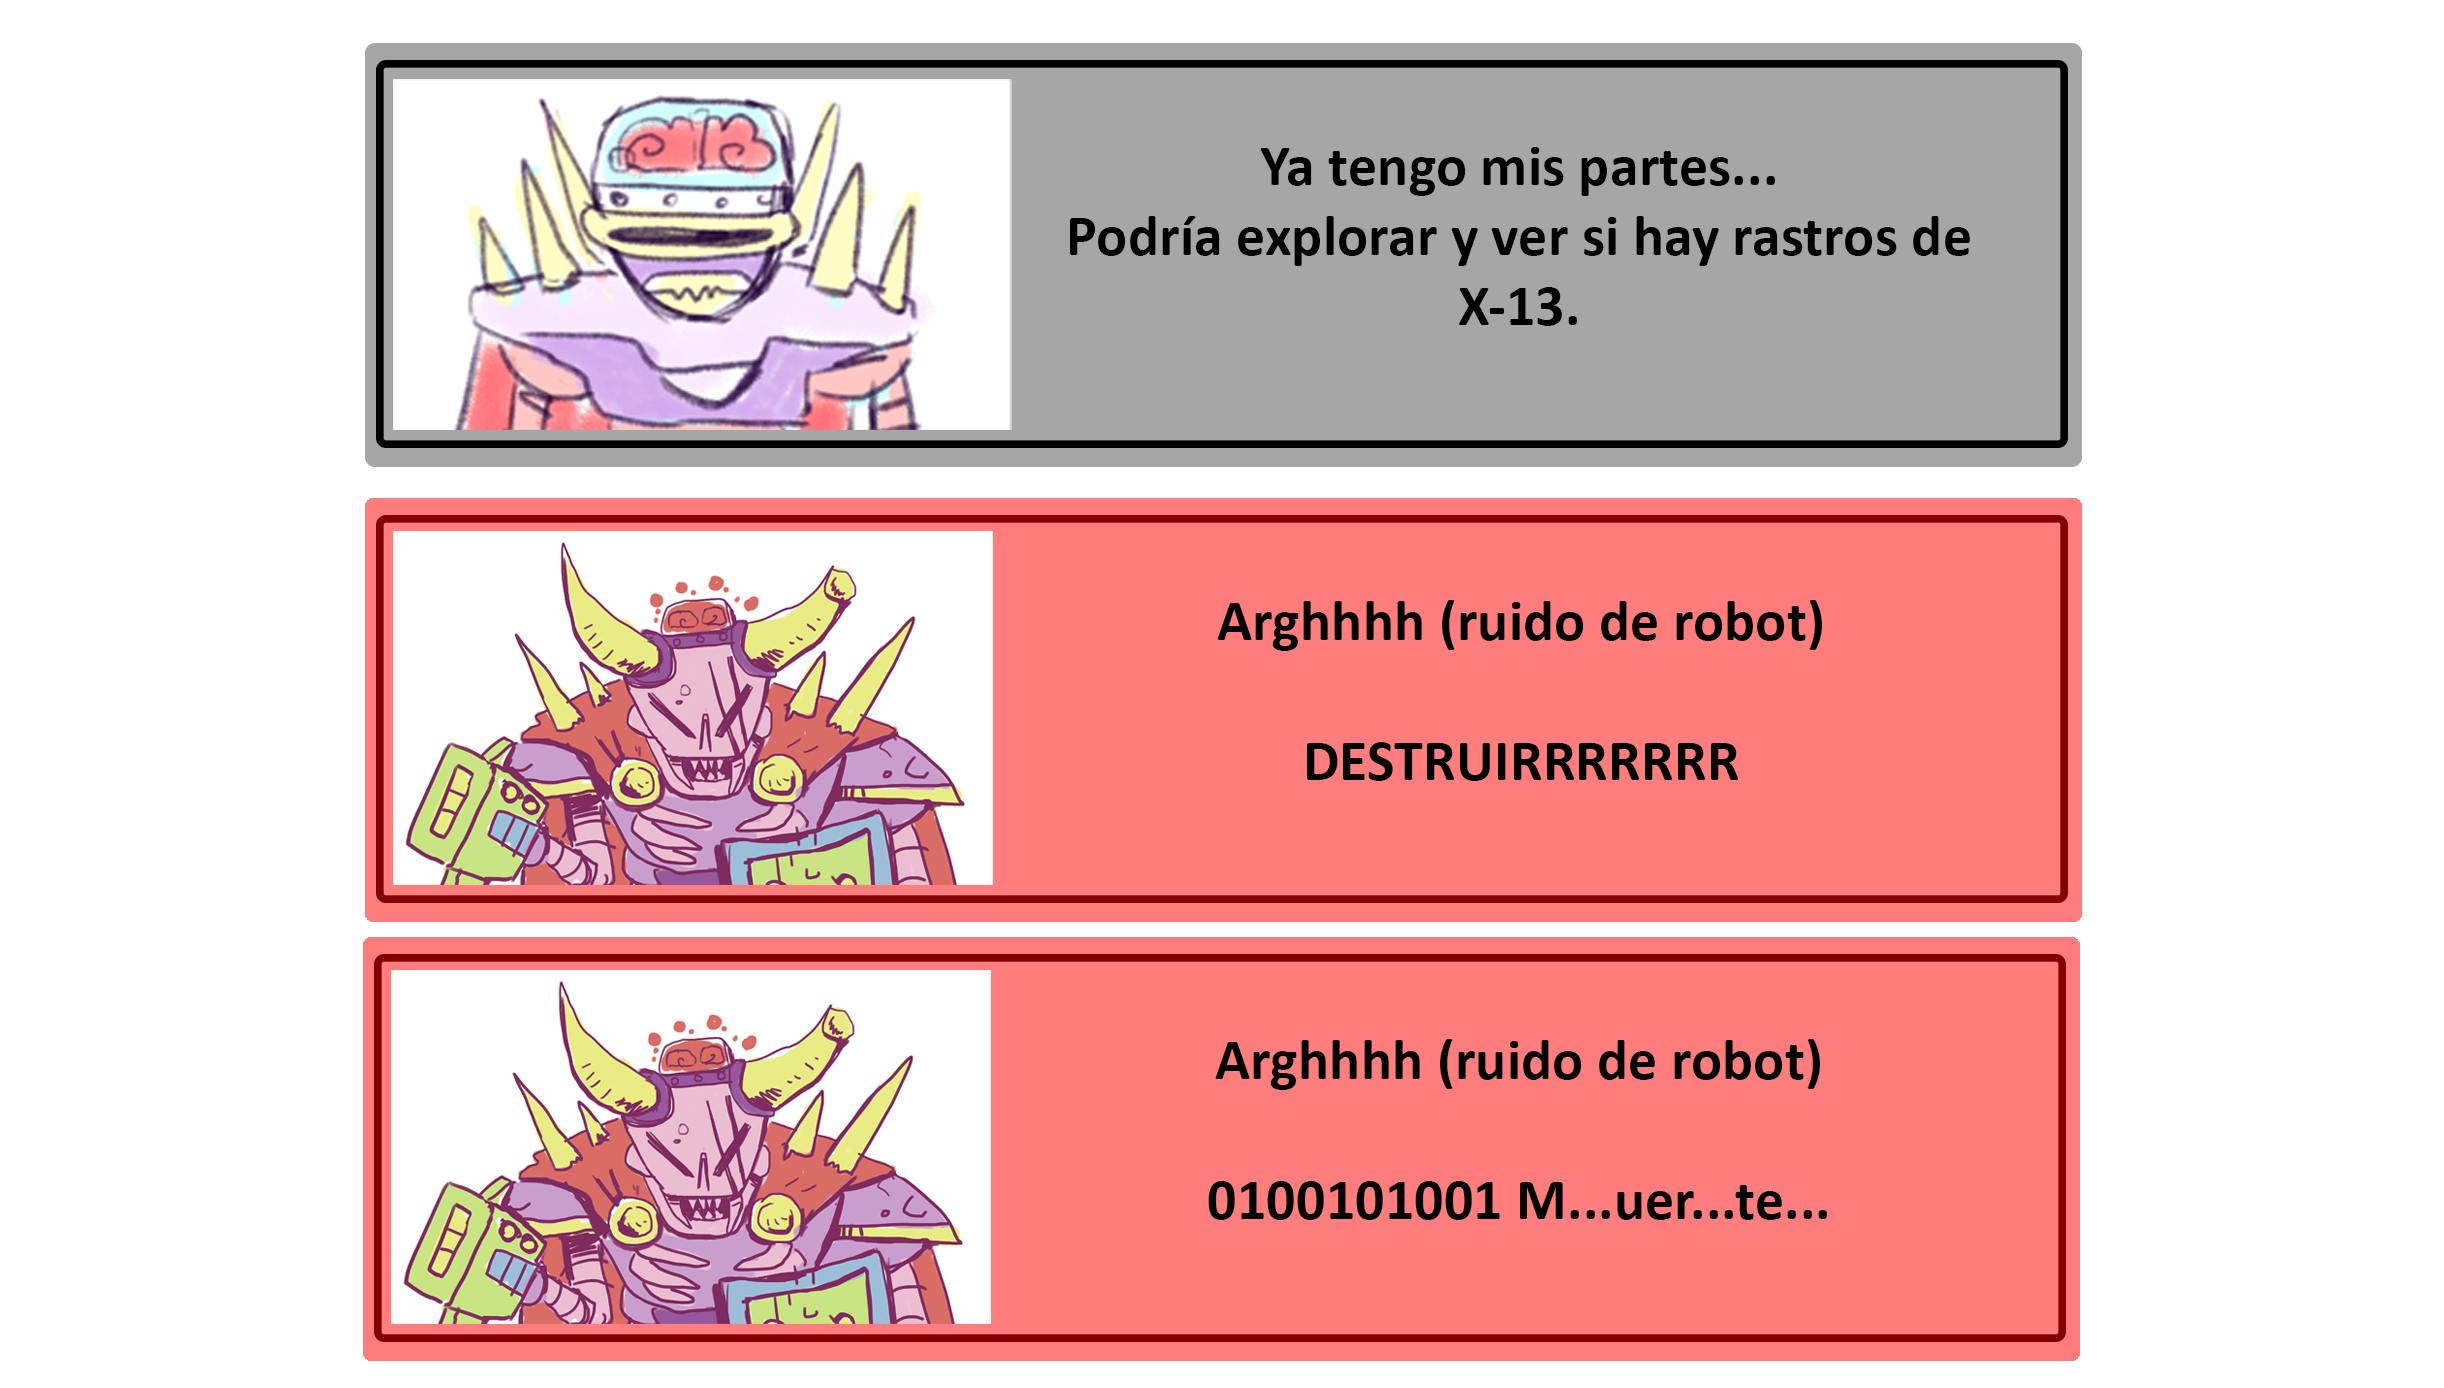 Ya tengo mis partes...
Podría explorar y ver si hay rastros de
X-13.
Arghhhh (ruido de robot)
DESTRUIRRRRRRR
Arghhhh (ruido de robot)
0100101001 M...uer...te...